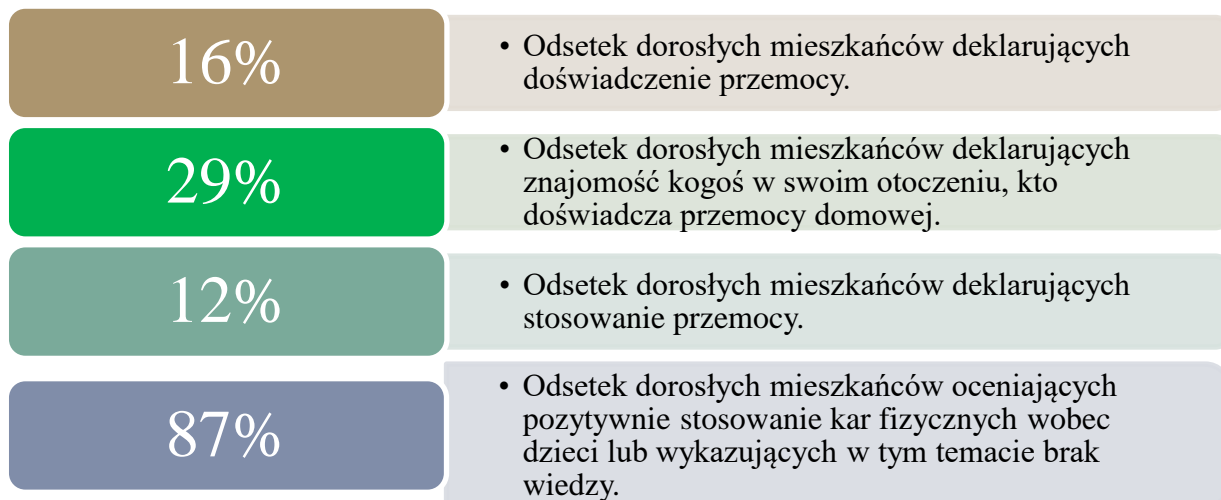 16%
• Odsetek dorosłych mieszkańców deklarujących
doświadczenie przemocy.
29%
• Odsetek dorosłych mieszkańców deklarujących
znajomość kogoś w swoim otoczeniu, kto
doświadcza przemocy domowej.
12%
• Odsetek dorosłych mieszkańców deklarujących
stosowanie przemocy.
87%
• Odsetek dorosłych mieszkańców oceniających
pozytywnie stosowanie kar fizycznych wobec
dzieci lub wykazujących w tym temacie brak
wiedzy.